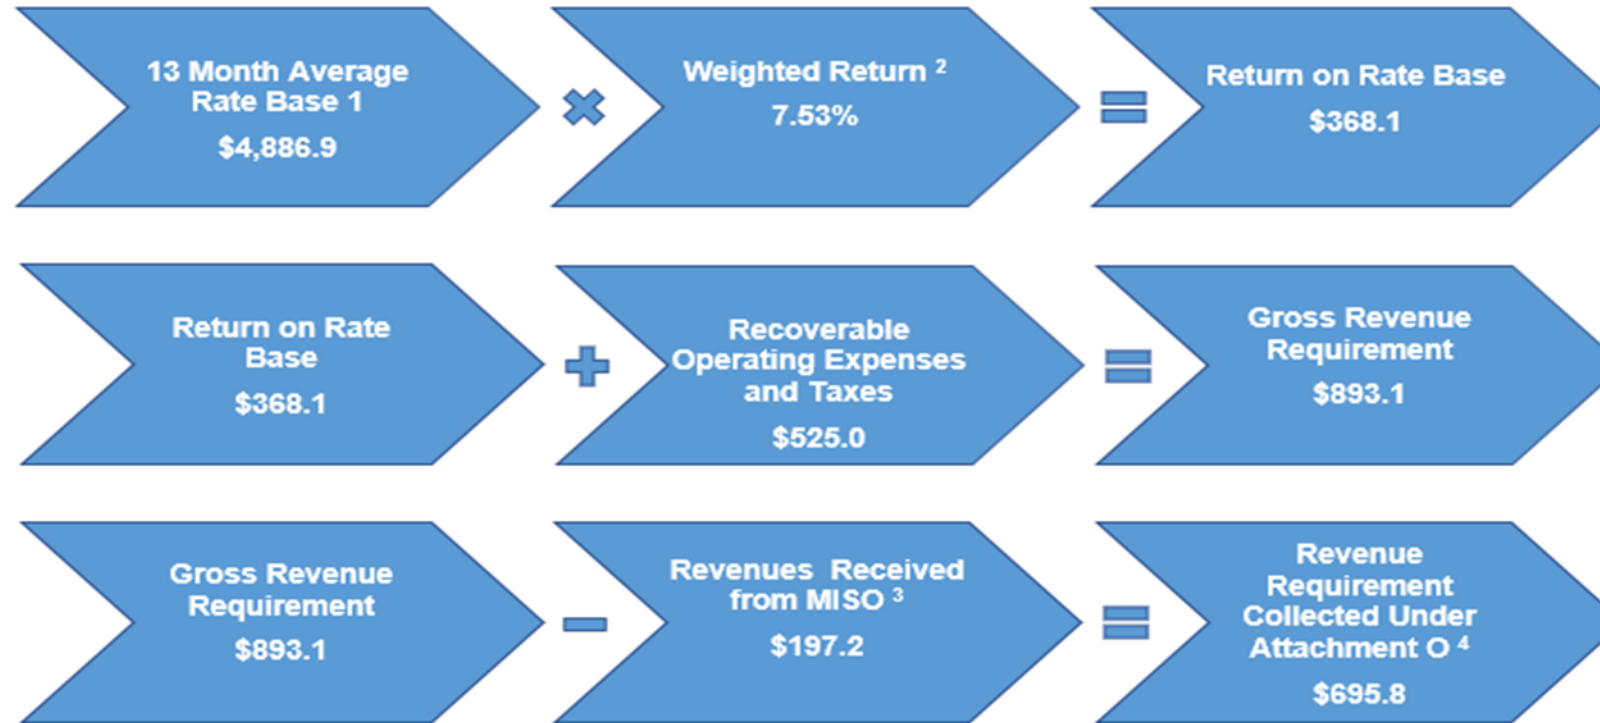 13 Month Average
Rate Base 1
$4,886.9
Weighted Return 2
7.53%
Return on Rate Base
$368.1
Return on Rate
Base
$368.1
Recoverable
Operating Expenses
and Taxes
$525.0
Gross Revenue
Requirement
$893.1
Gross Revenue
Requirement
$893.1
Revenues Received
from MISO 3
$197.2
Revenue
Requirement
Collected Under
Attachment O 4
$695.8